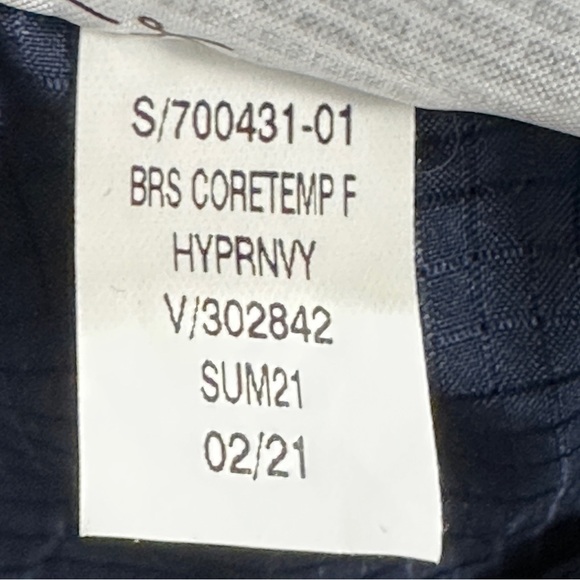 S/700431-01
BRS CORETEMP F
HYPRNVY
V/302842
SUM21
02/21